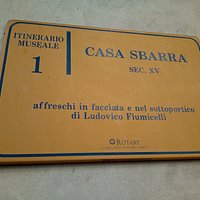 ITINERARIO
MUSEALE
1
CASA SBARRA
SEC. XV
affreschi in facciata e nel sottoportico
di Ludovico Fiumicelli
ROTARY